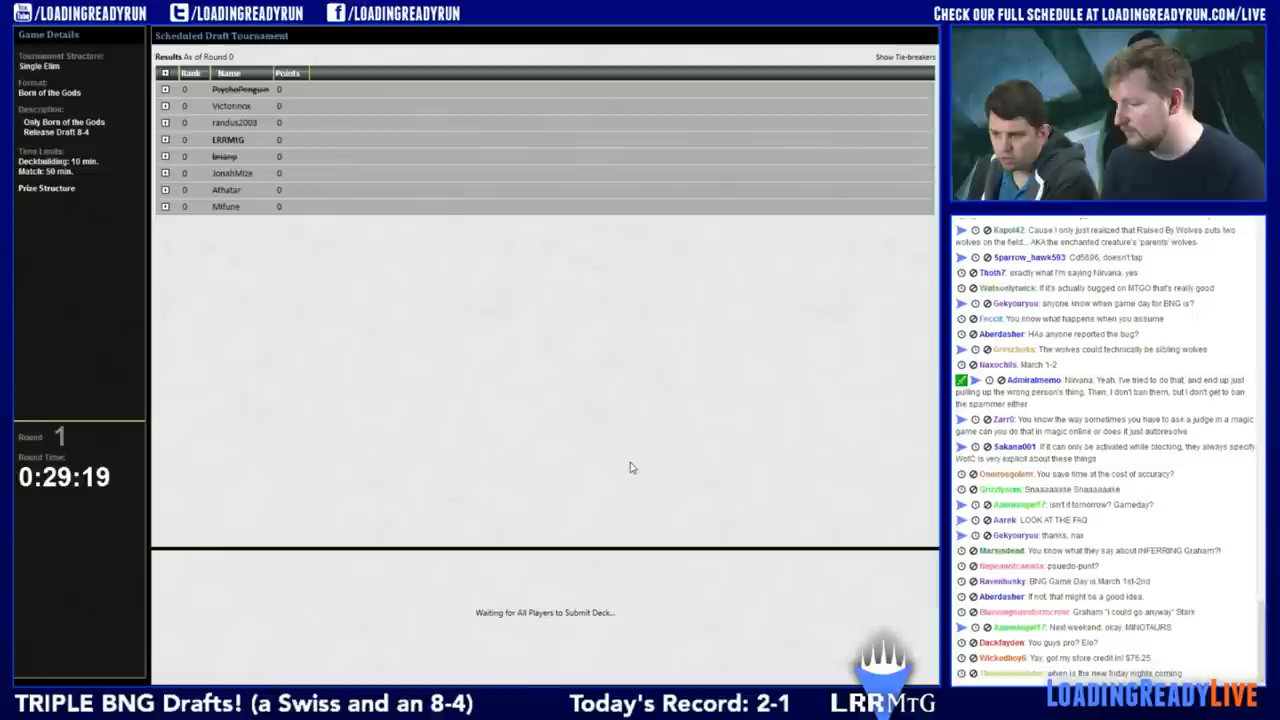 /LOADINGREADYRUN /LOADINGREADYRUN /LOADINGREADYRUN
CHECK OUR FULL SCHEDULE AT LOADINGREADYRUN.COM/LIVE
Game Details
Tournament Structure:
Single Elim
Format:
Born of the Gods
Description:
Only Born of the Gods
Release Draft 8-4
Time Limits:
Deckbuilding: 10 min.
Match: 50 min.
Prize Structure
Round 1
Round Time:
0:29:19
Scheduled Draft Tournament
Results As of Round 0
Show Tie-breakers
Rank Name Points
0 PsychoPenguin 0
0 Victorinox 0
0 randus2003 0
0 LRRMtG 0
0 brianp 0
0 JonahMize 0
0 Athatar 0
0 Mifune 0
Waiting for All Players to Submit Deck...
Kapol42: Cause I only just realized that Raised By Wolves puts two
wolves on the field... AKA the enchanted creature's 'parents' wolves.
Sparrow_hawk593: Cd5696, doesn't tap
Thoth7: exactly what I'm saying Nirvana. yes
Watsonlytwick: If it's actually bugged on MTGO that's really good
Gekyouryuu: anyone know when game day for BNG is?
You know what happens when you assume
Aberdasher: HAs anyone reported the bug?
The wolves could technically be sibling wolves
Naxochils: March 1-2
Admiralmemo: Nirvana. Yeah, I've tried to do that, and end up just
pulling up the wrong person's thing. Then, I don't ban them, but I don't get to ban
the spammer either
Zarr0: You know the way sometimes you have to ask a judge in a magic
game can you do that in magic online or does it just autoresolve
Sakana001: If it can only be activated while blocking, they always specify.
WotC is very explicit about these things
Oneirosgolem: You save time at the cost of accuracy?
Snaaaaaake Snaaaaaake
isn't it tomorrow? Gameday?
Aarek: LOOK AT THE FAQ
Gekyouryuu: thanks, nax
Marsindead: You know what they say about INFERRING Graham?!
Nopeanotcanada: psuedo-punt?
Ravenhusky: BNG Game Day is March 1st-2nd
Aberdasher: If not, that might be a good idea.
Graham "I could go anyway" Stark
Next weekend, okay. MINOTAURS
Dackfayden: You guys pro? Elo?
Wickedboy6: Yay, got my store credit in! $76.25
when is the new friday nights coming
TRIPLE BNG Drafts! (a Swiss and an 8-4) Today's Record: 2-1 LRRMTG
LOADINGREADYLIVE